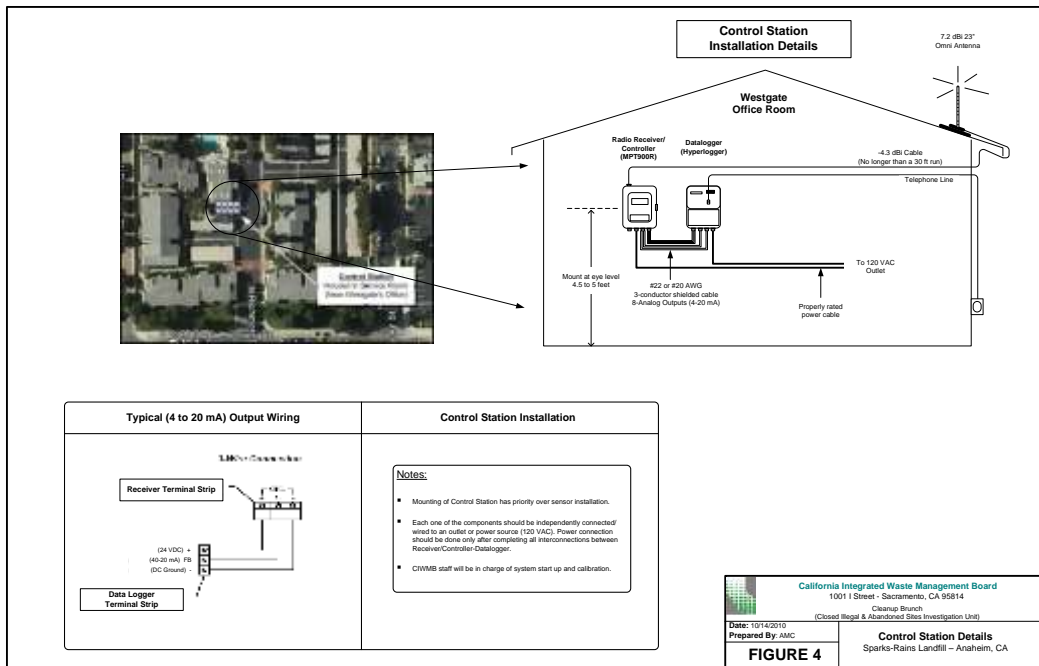 Control Station
Installation Details
7.2 dBi 23"
Omni Antenna
Westgate
Office Room
Radio Receiver/
Controller
(MPT900R)
Datalogger
(Hyperlogger)
-4.3 dBi Cable
(No longer than a 30 ft run)
Telephone Line
Mount at eye level
4.5 to 5 feet
#22 or #20 AWG
3-conductor shielded cable
8-Analog Outputs (4-20 mA)
To 120 VAC
Outlet
Properly rated
power cable
Control Station
(Near Westgate's Office)
Typical (4 to 20 mA) Output Wiring
Control Station Installation
Connection
Receiver Terminal Strip
(24 VDC) +
(40-20 mA) FB
(DC Ground) -
Data Logger
Terminal Strip
Notes:
▪ Mounting of Control Station has priority over sensor installation.
▪ Each one of the components should be independently connected/
wired to an outlet or power source (120 VAC). Power connection
should be done only after completing all interconnections between
Receiver/Controller-Datalogger.
▪ CIWMB staff will be in charge of system start up and calibration.
California Integrated Waste Management Board
1001 I Street - Sacramento, CA 95814
Cleanup Brunch
(Closed Illegal & Abandoned Sites Investigation Unit)
Date: 10/14/2010
Prepared By: AMC
FIGURE 4
Control Station Details
Sparks-Rains Landfill – Anaheim, CA